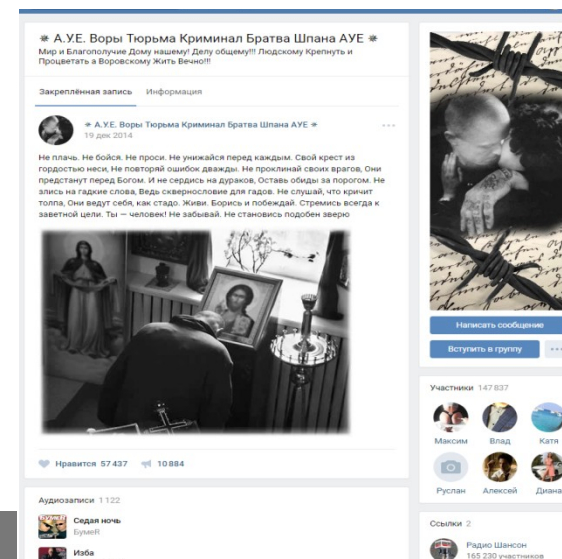 ✵ А.У.Е. Воры Тюрьма Криминал Братва Шпана АУЕ ✵
Мир и Благополучие Дому нашему! Делу общему!!! Людскому Крепнуть и
Процветать а Воровскому Жить Вечно!!!
Закреплённая запись Информация
✵ А.У.Е. Воры Тюрьма Криминал Братва Шпана АУЕ ✵
19 дек 2014
Не плачь. Не бойся. Не проси. Не унижайся перед каждым. Свой крест из
гордостью неси, Не повторяй ошибок дважды. Не проклинай своих врагов, Они
предстанут перед Богом. И не сердись на дураков, Оставь обиды за порогом. Не
злись на гадкие слова, Ведь сквернословие для гадов. Не слушай, что кричит
толпа, Они ведут себя, как стадо. Живи. Борись и побеждай. Стремись всегда к
заветной цели. Ты — человек! Не забывай. Не становись подобен зверю
Нравится 57437 10884
Аудиозаписи 1122
Седая ночь
БумеR
Изба
Написать сообщение
Вступить в группу
Участники 147 837
Максим Влад Катя
Руслан Алексей Диана
Ссылки 2
Радио Шансон
165 230 участников